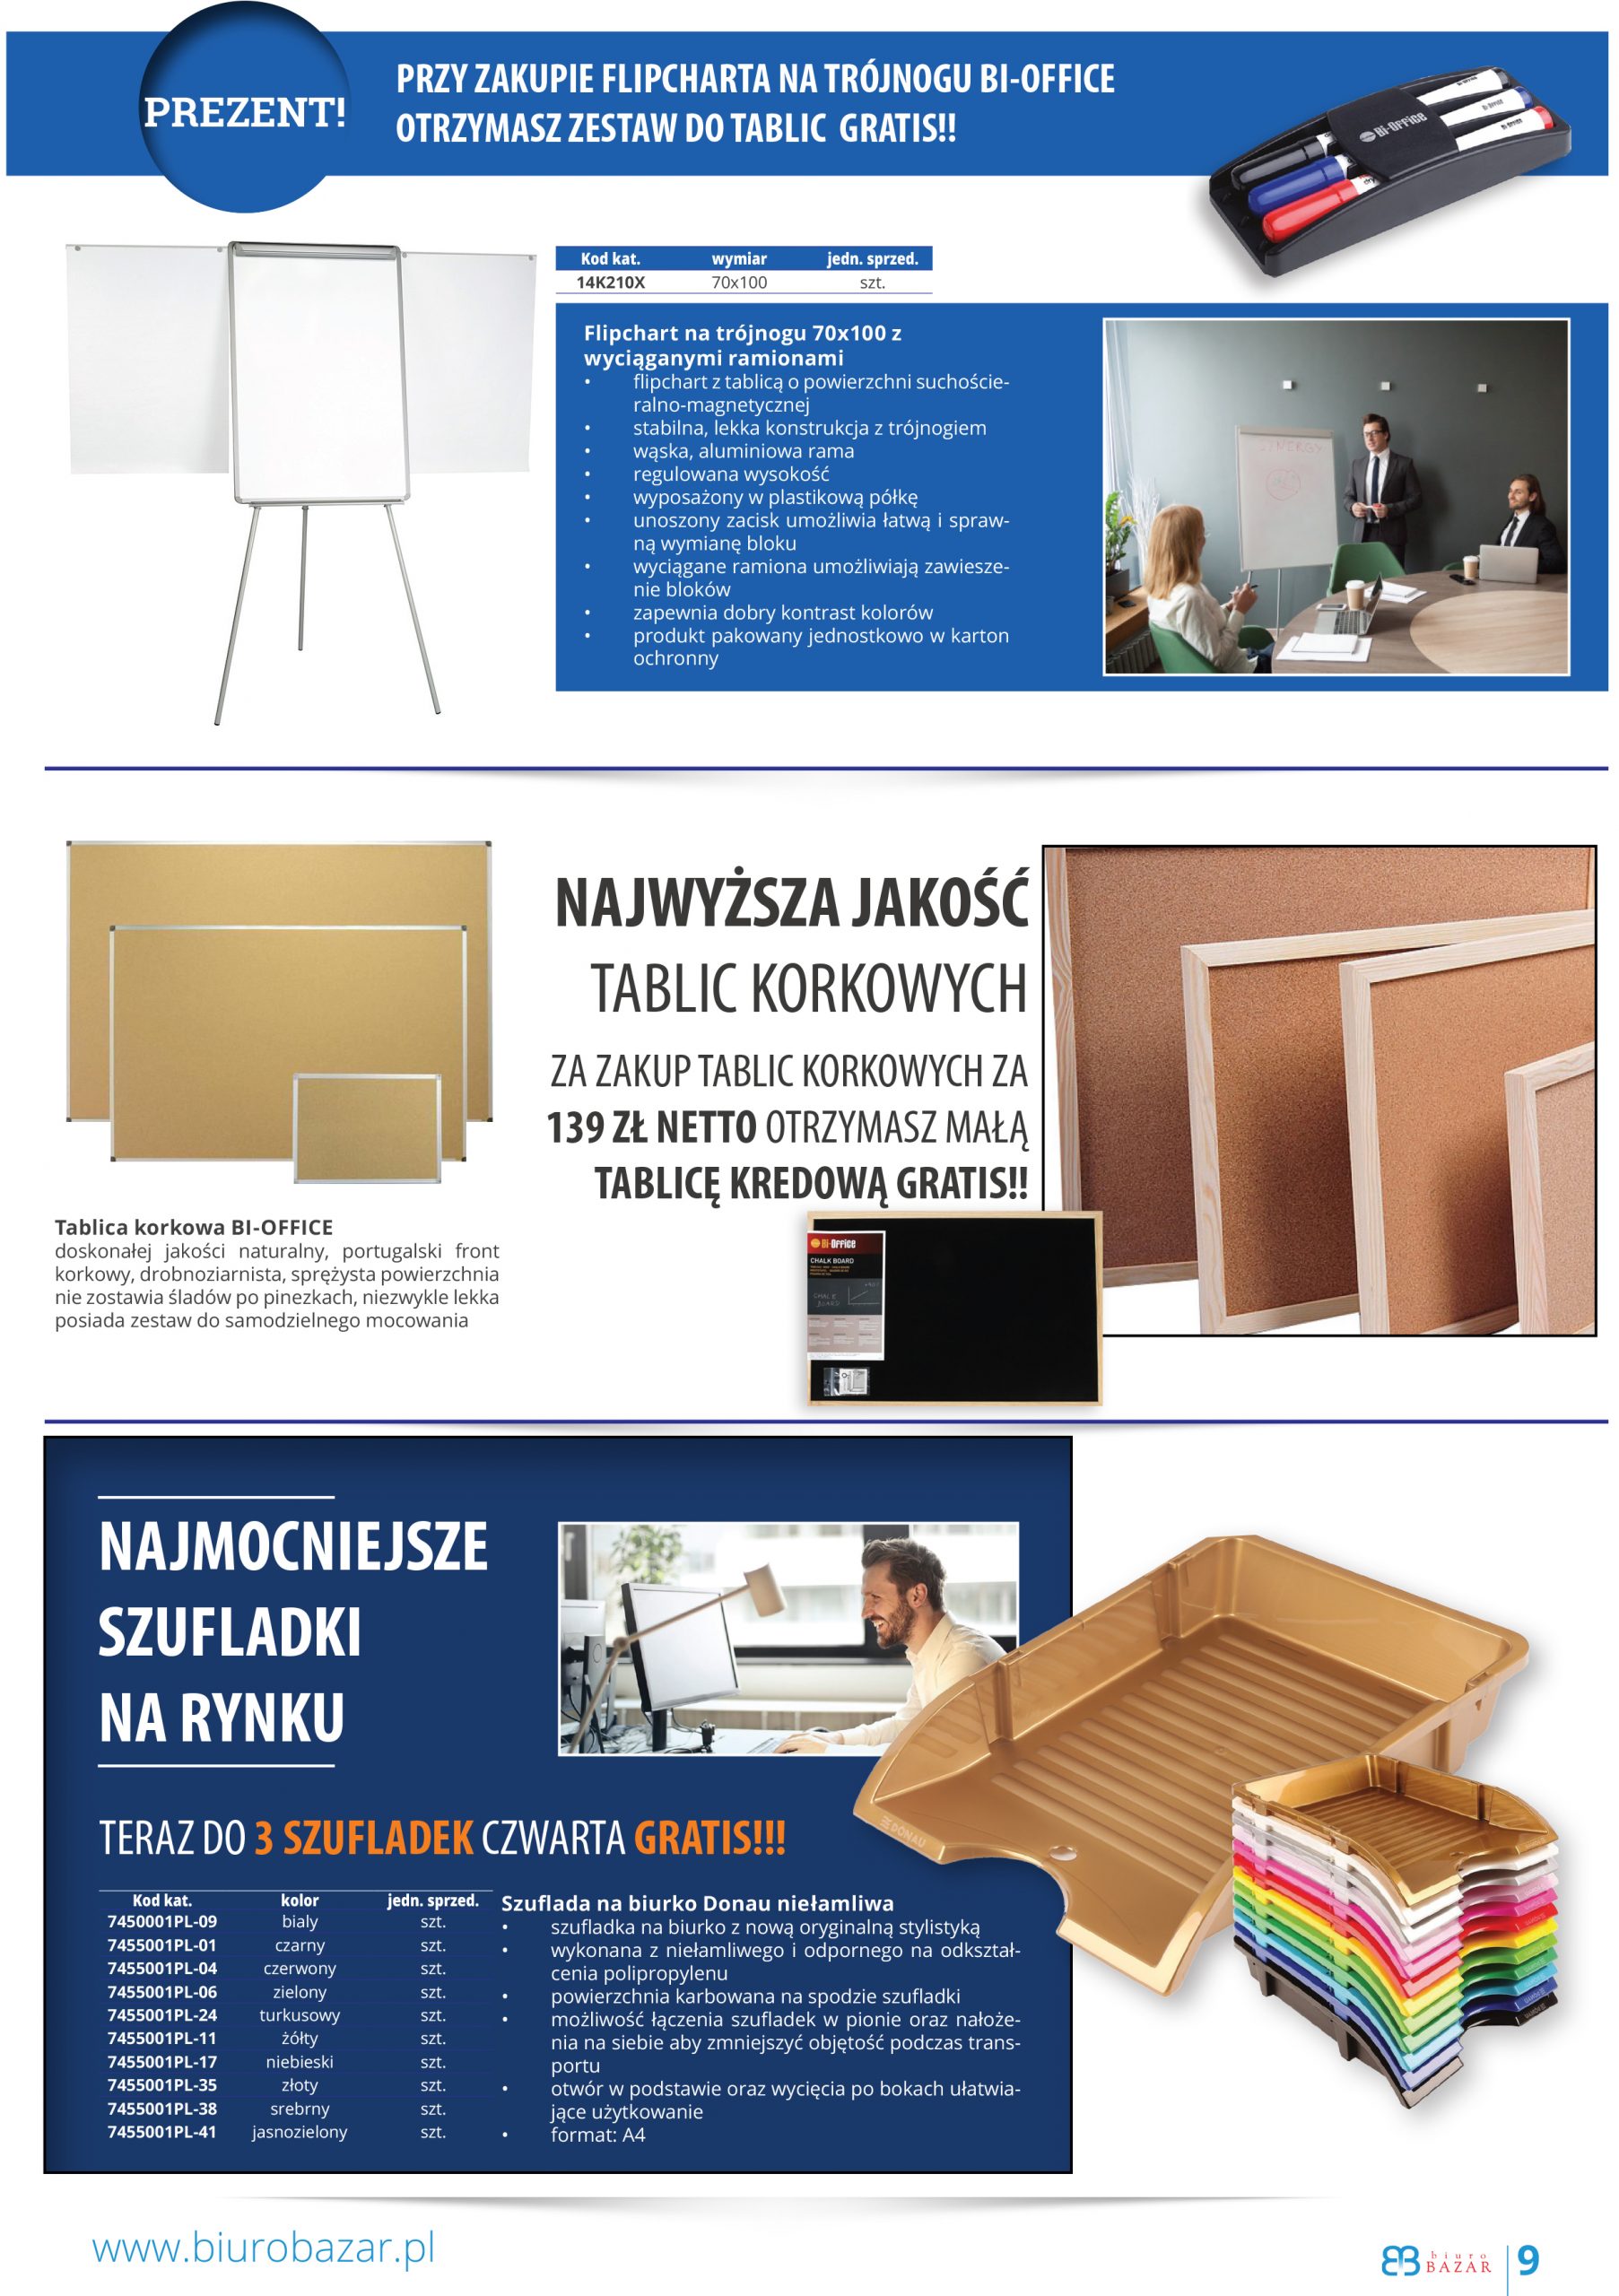 PREZENT!
PRZY ZAKUPIE FLIPCHARTA NA TRÓJNOGU BI-OFFICE
OTRZYMASZ ZESTAW DO TABLIC GRATIS!!
Bi-Office
Kod kat. wymiar jedn. sprzed.
14K210X 70x100 szt.
Flipchart na trójnogu 70x100 z
wyciąganymi ramionami
• flipchart z tablicą o powierzchni suchoście-
ralno-magnetycznej
• stabilna, lekka konstrukcja z trójnogiem
• wąska, aluminiowa rama
• regulowana wysokość
• wyposażony w plastikową półkę
• unoszony zacisk umożliwia łatwą i spraw-
ną wymianę bloku
• wyciągane ramiona umożliwiają zawiesze-
nie bloków
• zapewnia dobry kontrast kolorów
• produkt pakowany jednostkowo w karton
ochronny
SYNERGY
NAJWYŻSZA JAKOŚĆ
TABLIC KORKOWYCH
ZA ZAKUP TABLIC KORKOWYCH ZA
139 ZŁ NETTO OTRZYMASZ MAŁĄ
TABLICĘ KREDOWĄ GRATIS!!
Tablica korkowa BI-OFFICE
doskonałej jakości naturalny, portugalski front
korkowy, drobnoziarnista, sprężysta powierzchnia
nie zostawia śladów po pinezkach, niezwykle lekka
posiada zestaw do samodzielnego mocowania
Bi-Office
CHALK BOARD
CHALK
BOARD
NAJMOCNIEJSZE
SZUFLADKI
NA RYNKU
TERAZ DO 3 SZUFLADEK CZWARTA GRATIS!!!
DONAU
Kod kat. kolor jedn. sprzed.
7450001PL-09 bialy szt.
7455001PL-01 czarny szt.
7455001PL-04 czerwony szt.
7455001PL-06 zielony szt.
7455001PL-24 turkusowy szt.
7455001PL-11 żółty szt.
7455001PL-17 niebieski szt.
7455001PL-35 złoty szt.
7455001PL-38 srebrny szt.
7455001PL-41 jasnozielony szt.
Szuflada na biurko Donau niełamliwa
• szufladka na biurko z nową oryginalną stylistyką
• wykonana z niełamliwego i odpornego na odkształ-
cenia polipropylenu
• powierzchnia karbowana na spodzie szufladki
• możliwość łączenia szufladek w pionie oraz nałoże-
nia na siebie aby zmniejszyć objętość podczas trans-
portu
• otwór w podstawie oraz wycięcia po bokach ułatwia-
jące użytkowanie
• format: A4
www.biurobazar.pl
biuro
BAZAR
9